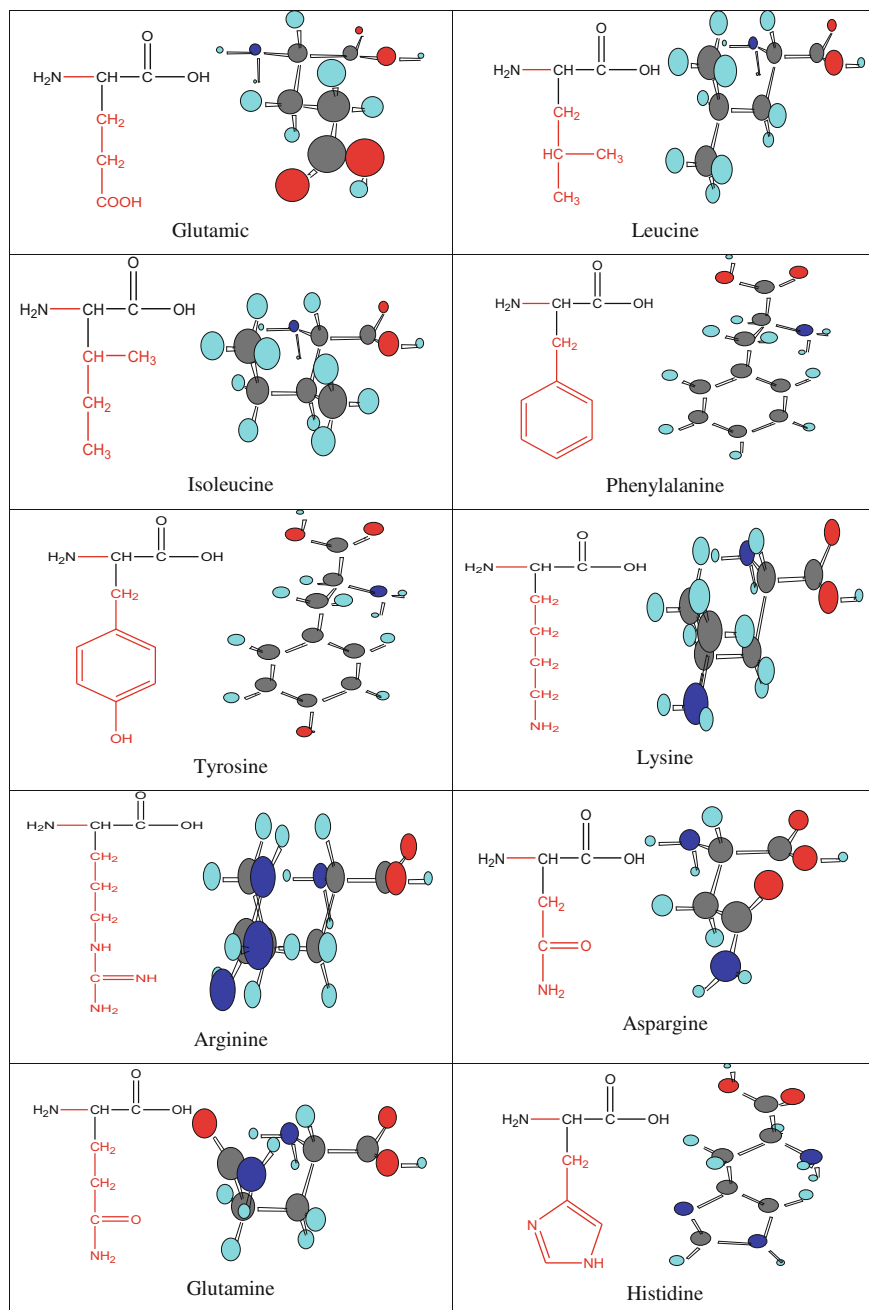 O
H₂N CH C OH
CH₂
CH₂
COOH
Glutamic
O
H₂N CH C OH
CH₂
CH CH₃
CH₃
Leucine
O
H₂N CH C OH
CH CH₃
CH₂
CH₃
Isoleucine
O
H₂N CH C OH
CH₂
Phenylalanine
O
H₂N CH C OH
CH₂
OH
Tyrosine
O
H₂N CH C OH
CH₂
CH₂
CH₂
CH₂
NH₂
Lysine
O
H₂N CH C OH
CH₂
CH₂
CH₂
NH
C NH
NH₂
Arginine
O
H₂N CH C OH
CH₂
C O
NH₂
Aspargine
O
H₂N CH C OH
CH₂
CH₂
C O
NH₂
Glutamine
O
H₂N CH C OH
CH₂
N
NH
Histidine